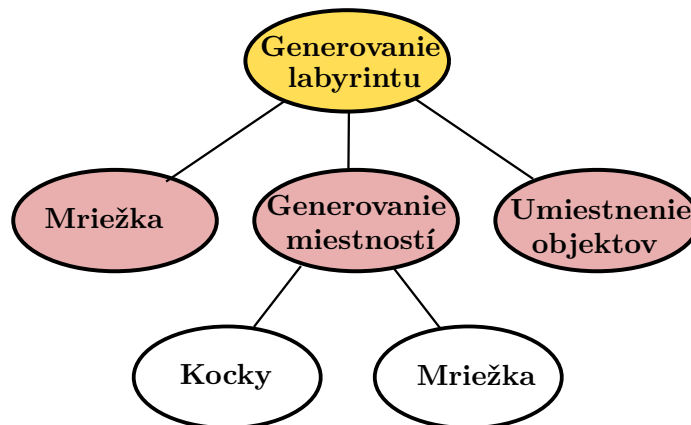 Generovanie
labyrintu
Mriežka
Generovanie
miestností
Umiestnenie
objektov
Kocky
Mriežka